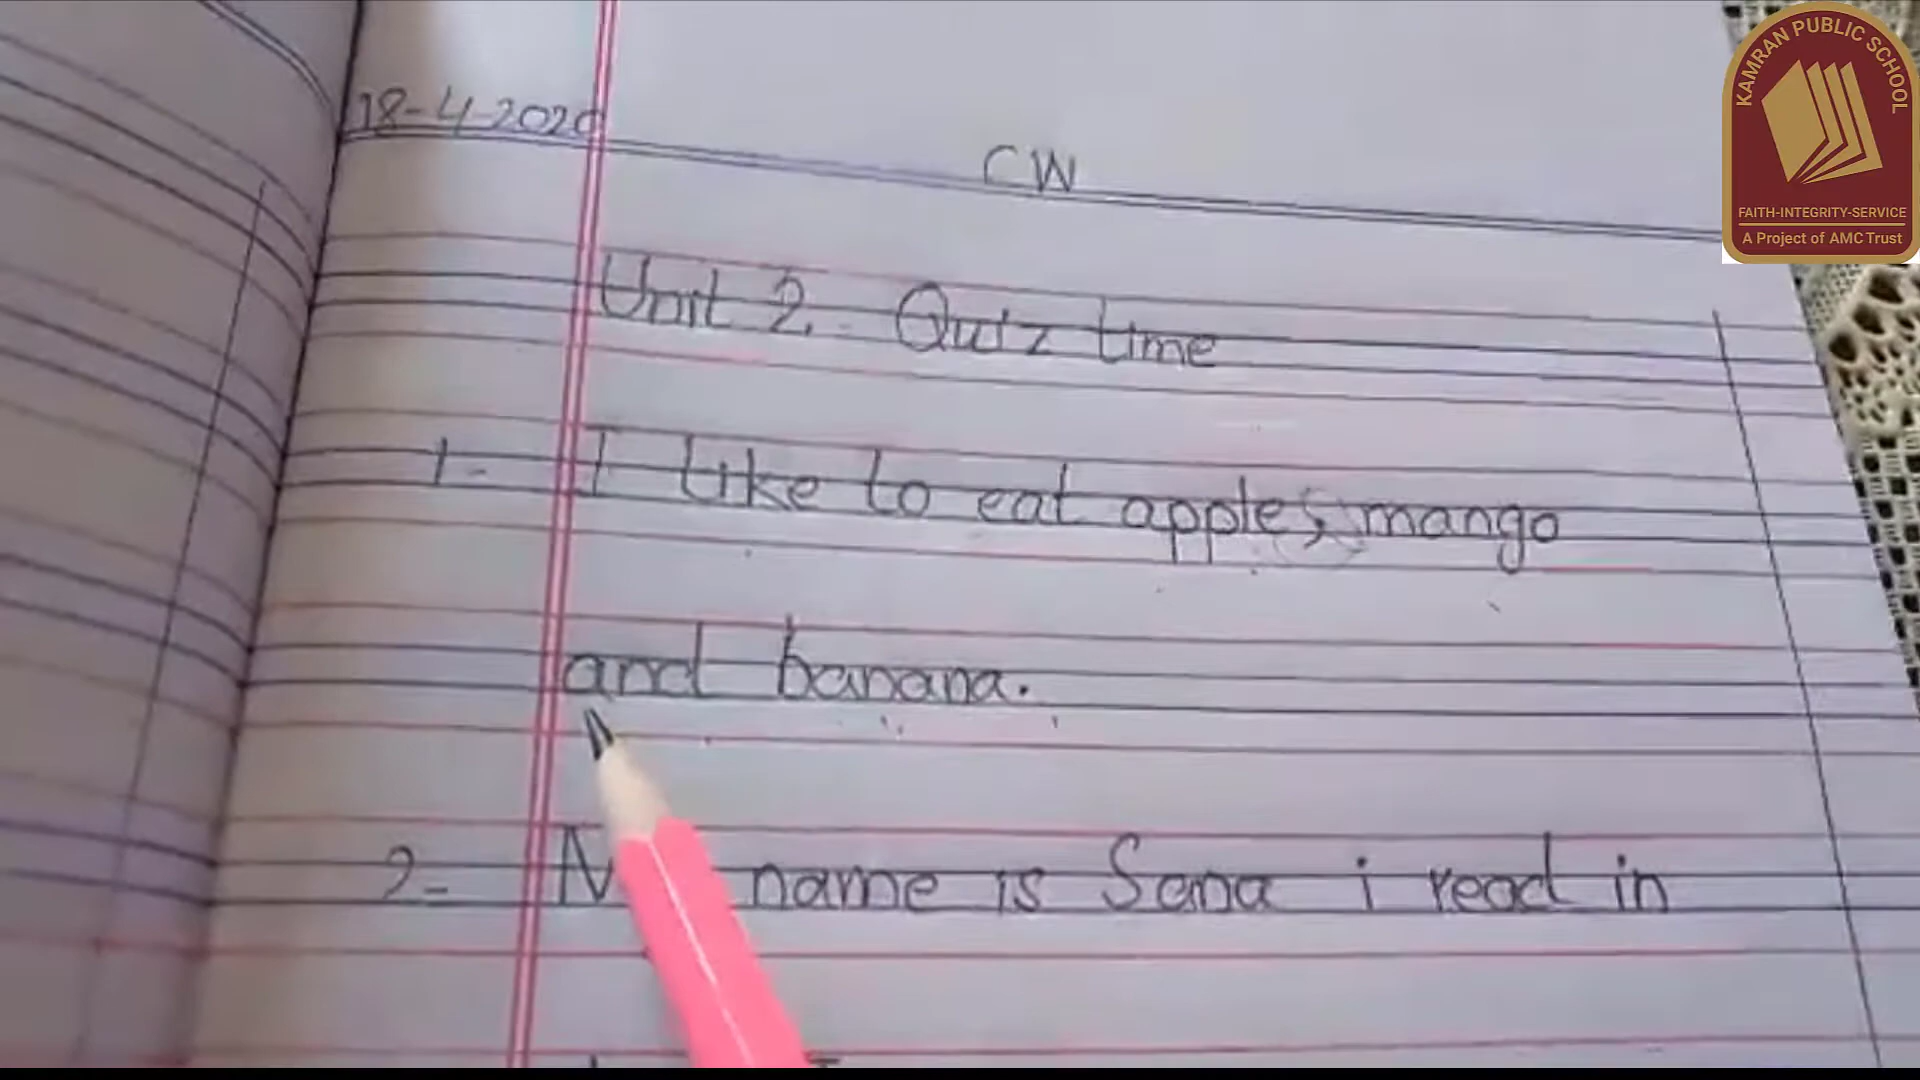 KAMRAN PUBLIC SCHOOL
FAITH-INTEGRITY-SERVICE
A Project of AMC Trust
18-4-2020
CW
Unit 2. Quiz time
1- I like to eat apple, mango
and banana.
2- name is Sana i read in